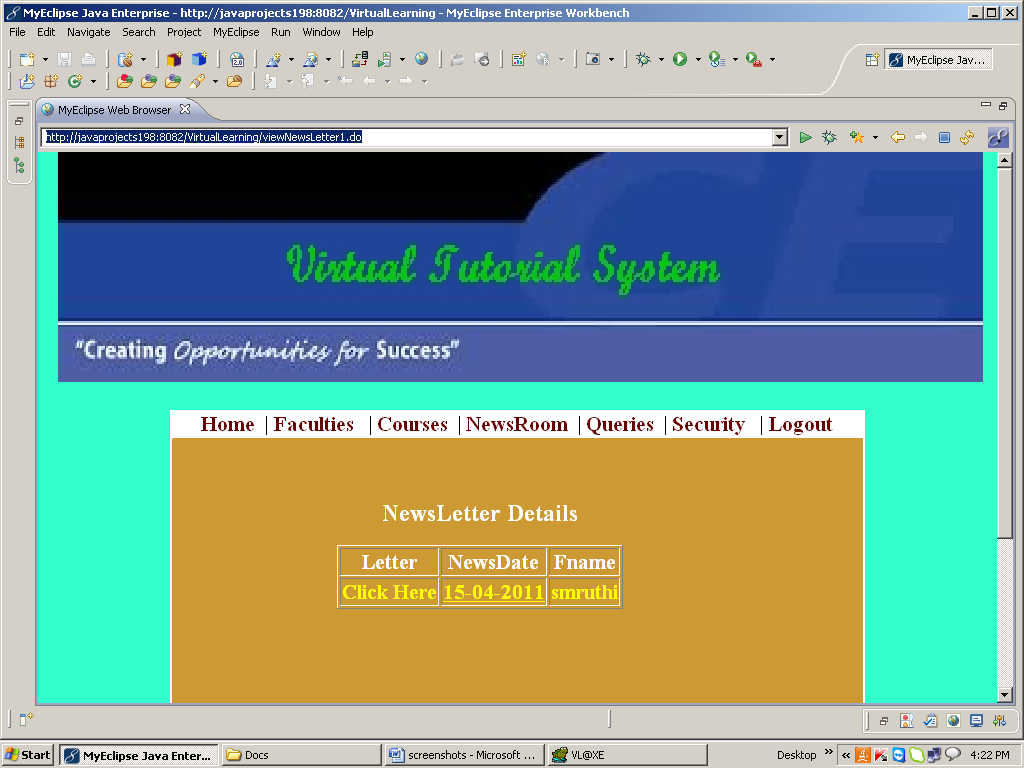 MyEclipse Java Enterprise - http://javaprojects198:8082/VirtualLearning - MyEclipse Enterprise Workbench
File Edit Navigate Search Project MyEclipse Run Window Help
2.0
MyEclipse Jav...
MyEclipse Web Browser
http://javaprojects198:8082/VirtualLearning/viewNewsLetter1.do
CE
Virtual Tutorial System
"Creating Opportunities for Success"
Home | Faculties | Courses | NewsRoom | Queries | Security | Logout
NewsLetter Details
Letter NewsDate Fname
Click Here 15-04-2011 smruthi
Start MyEclipse Java Enter... Docs screenshots - Microsoft ... VL@XE Desktop » « 4:22 PM